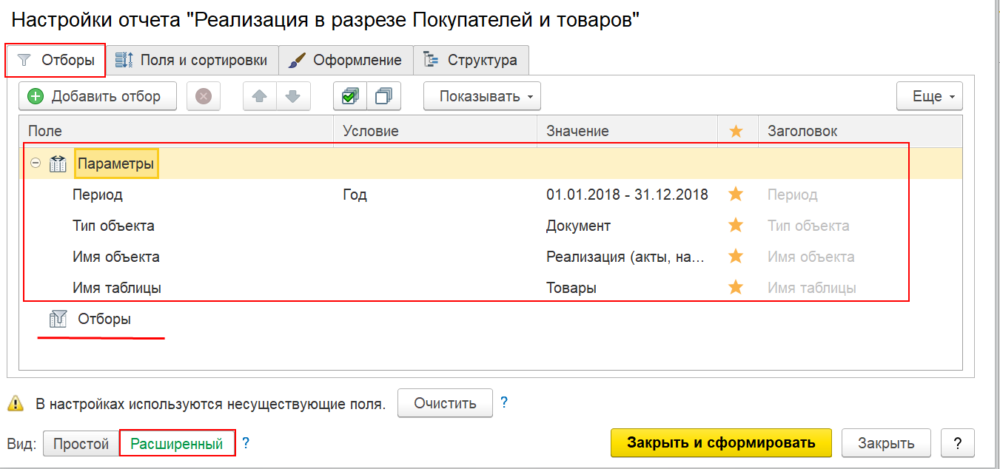 Настройки отчета "Реализация в разрезе Покупателей и товаров"
Отборы Поля и сортировки Оформление Структура
Добавить отбор Показывать Еще
Поле Условие Значение Заголовок
Параметры
Период Год 01.01.2018 - 31.12.2018 Период
Тип объекта Документ Тип объекта
Имя объекта Реализация (акты, на... Имя объекта
Имя таблицы Товары Имя таблицы
Отборы
В настройках используются несуществующие поля. Очистить ?
Вид: Простой Расширенный ? Закрыть и сформировать Закрыть ?